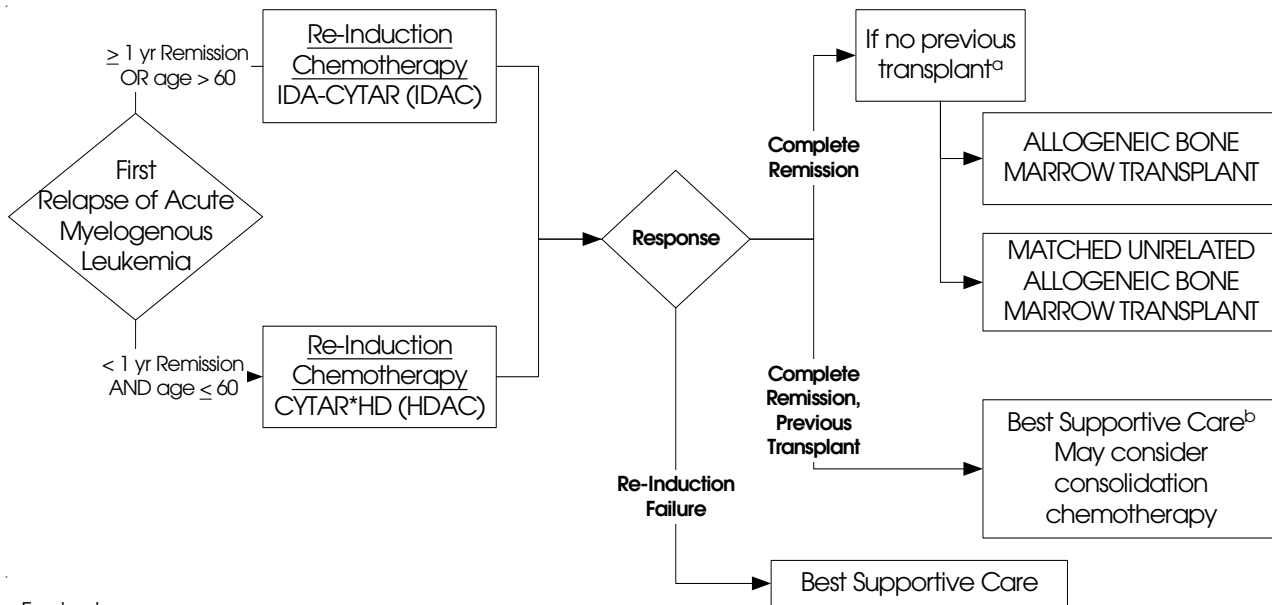 ≥ 1 yr Remission
OR age > 60
Re-Induction
Chemotherapy
IDA-CYTAR (IDAC)
First
Relapse of Acute
Myelogenous
Leukemia
< 1 yr Remission
AND age ≤ 60
Re-Induction
Chemotherapy
CYTAR*HD (HDAC)
Response
Complete
Remission
If no previous
transplantᵃ
ALLOGENEIC BONE
MARROW TRANSPLANT
MATCHED UNRELATED
ALLOGENEIC BONE
MARROW TRANSPLANT
Complete
Remission,
Previous
Transplant
Best Supportive Careᵇ
May consider
consolidation
chemotherapy
Re-Induction
Failure
Best Supportive Care